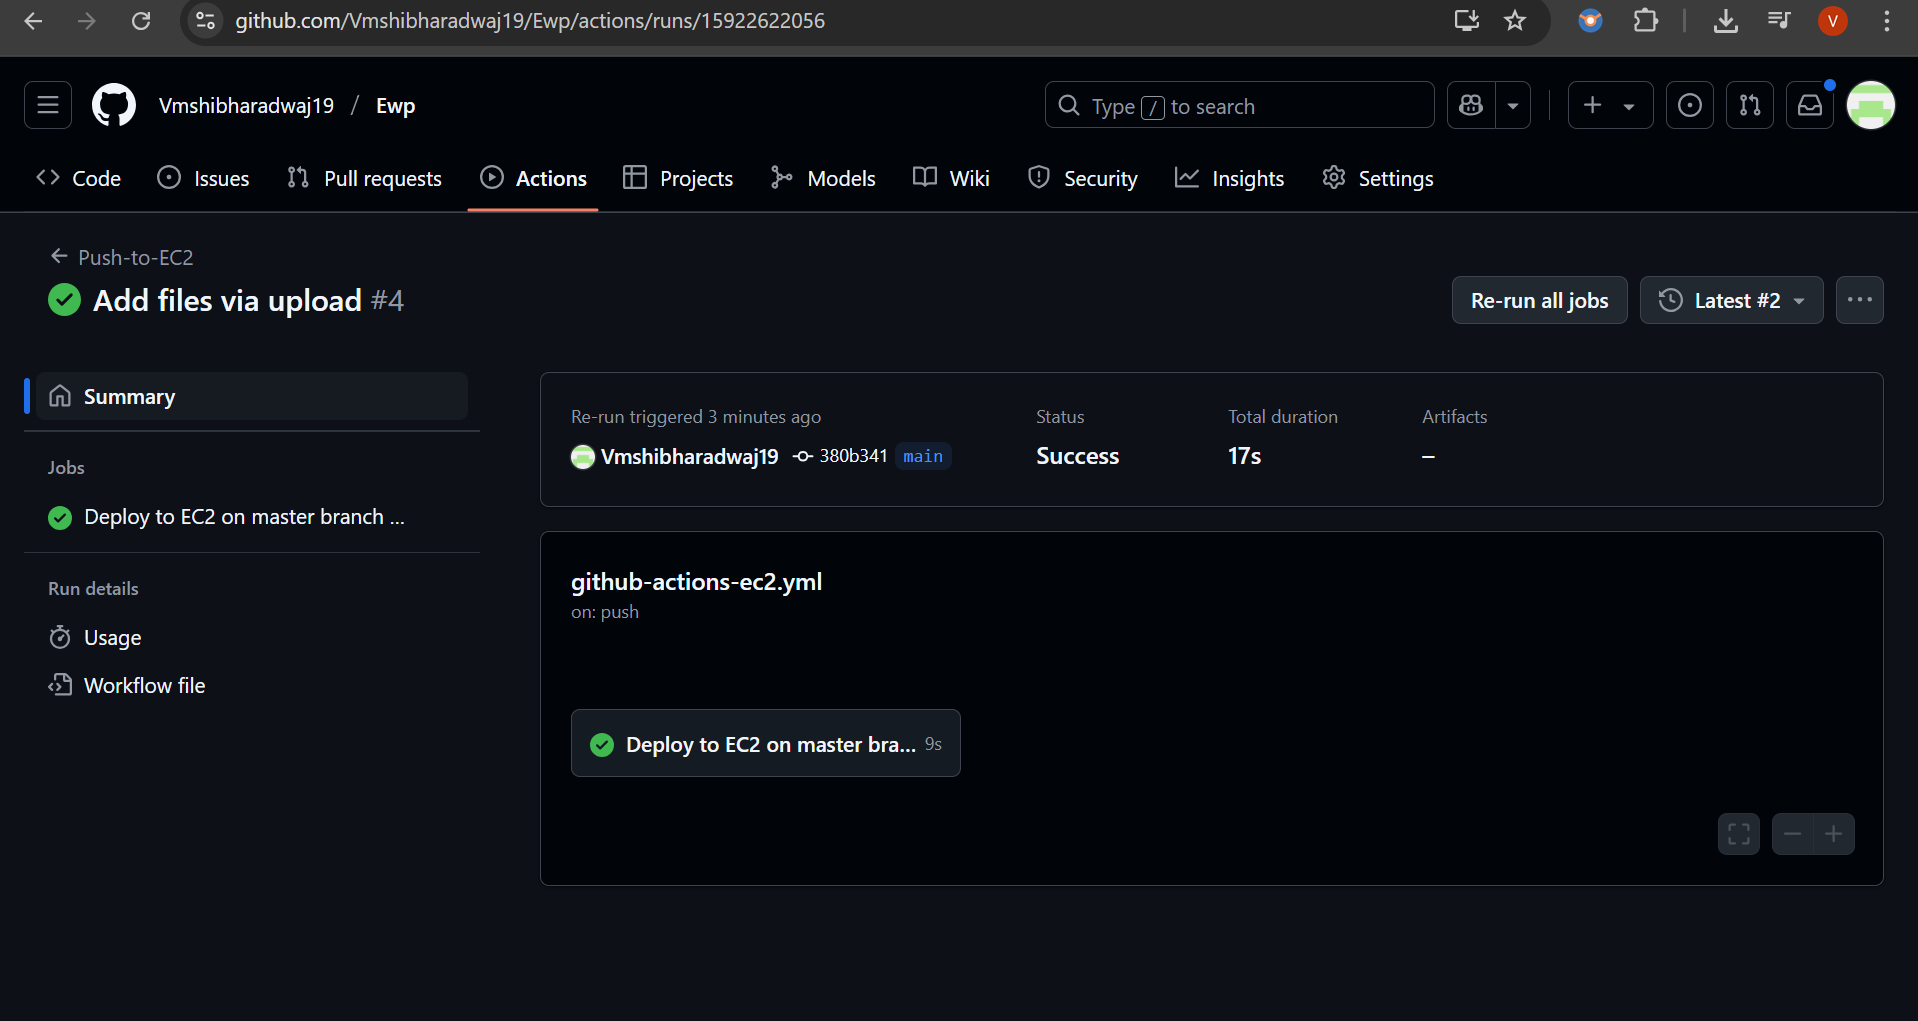 github.com/Vmshibharadwaj19/Ewp/actions/runs/15922622056
V
Vmshibharadwaj19 / Ewp
Type / to search
Code
Issues
Pull requests
Actions
Projects
Models
Wiki
Security
Insights
Settings
Push-to-EC2
Add files via upload #4
Re-run all jobs
Latest #2
Summary
Jobs
Deploy to EC2 on master branch ...
Run details
Usage
Workflow file
Re-run triggered 3 minutes ago
Vmshibharadwaj19 380b341 main
Status
Success
Total duration
17s
Artifacts
–
github-actions-ec2.yml
on: push
Deploy to EC2 on master bra... 9s